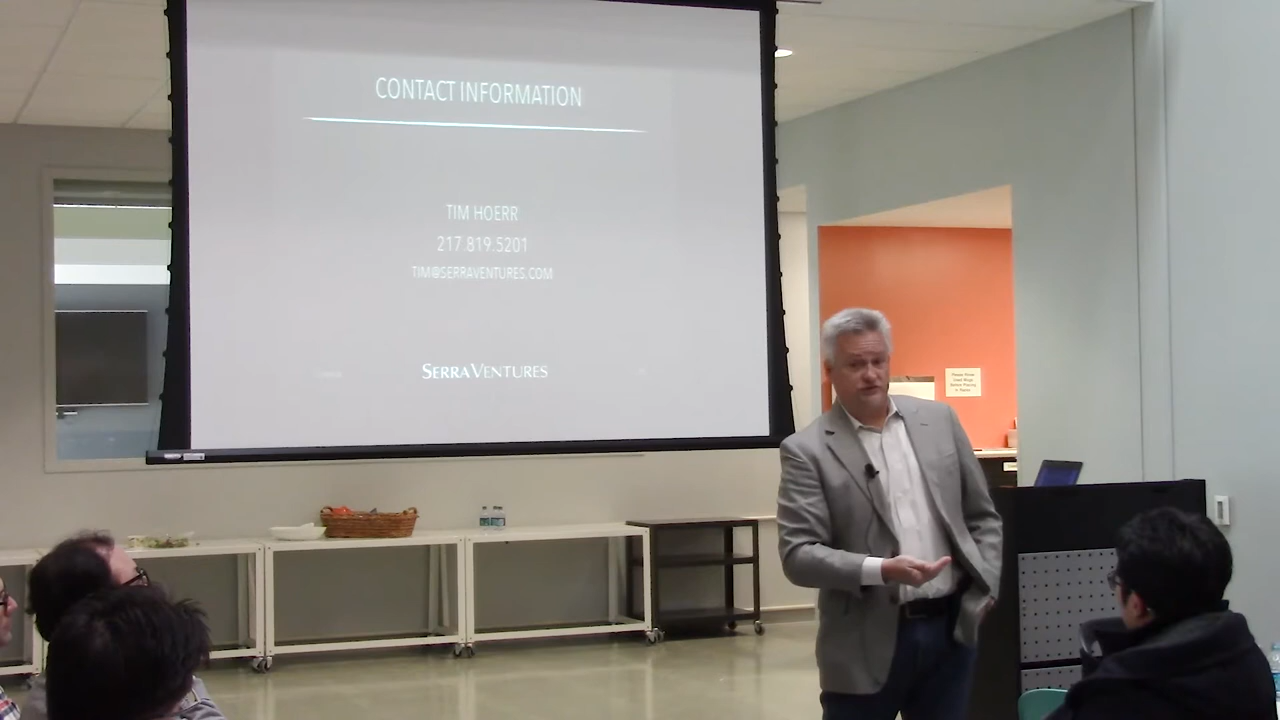 CONTACT INFORMATION
TIM HOERR
217.819.5201
TIM@SERRAVENTURES.COM
SERRAVENTURES